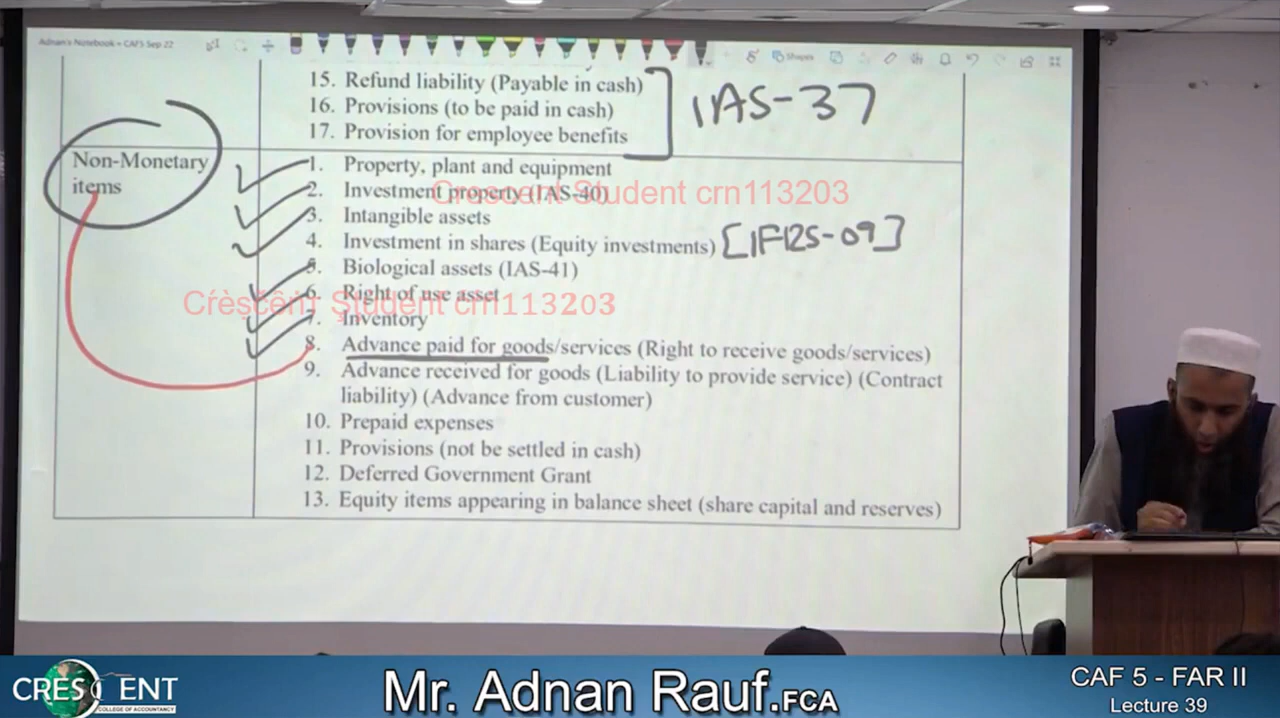 Adnan's Notebook - CAF5 Sep 22
Shapes
15. Refund liability (Payable in cash)
16. Provisions (to be paid in cash)
17. Provision for employee benefits
IAS-37
Non-Monetary
items
1. Property, plant and equipment
2. Investment property (IAS-40)
3. Intangible assets
4. Investment in shares (Equity investments) [IFRS-09]
5. Biological assets (IAS-41)
6. Right of use asset
7. Inventory
8. Advance paid for goods/services (Right to receive goods/services)
9. Advance received for goods (Liability to provide service) (Contract
liability) (Advance from customer)
10. Prepaid expenses
11. Provisions (not be settled in cash)
12. Deferred Government Grant
13. Equity items appearing in balance sheet (share capital and reserves)
Crescent Student crn113203
Cŕèşčêñť Şťudent crn113203
CRESCENT
COLLEGE OF ACCOUNTANCY
Mr. Adnan Rauf.FCA
CAF 5 - FAR II
Lecture 39